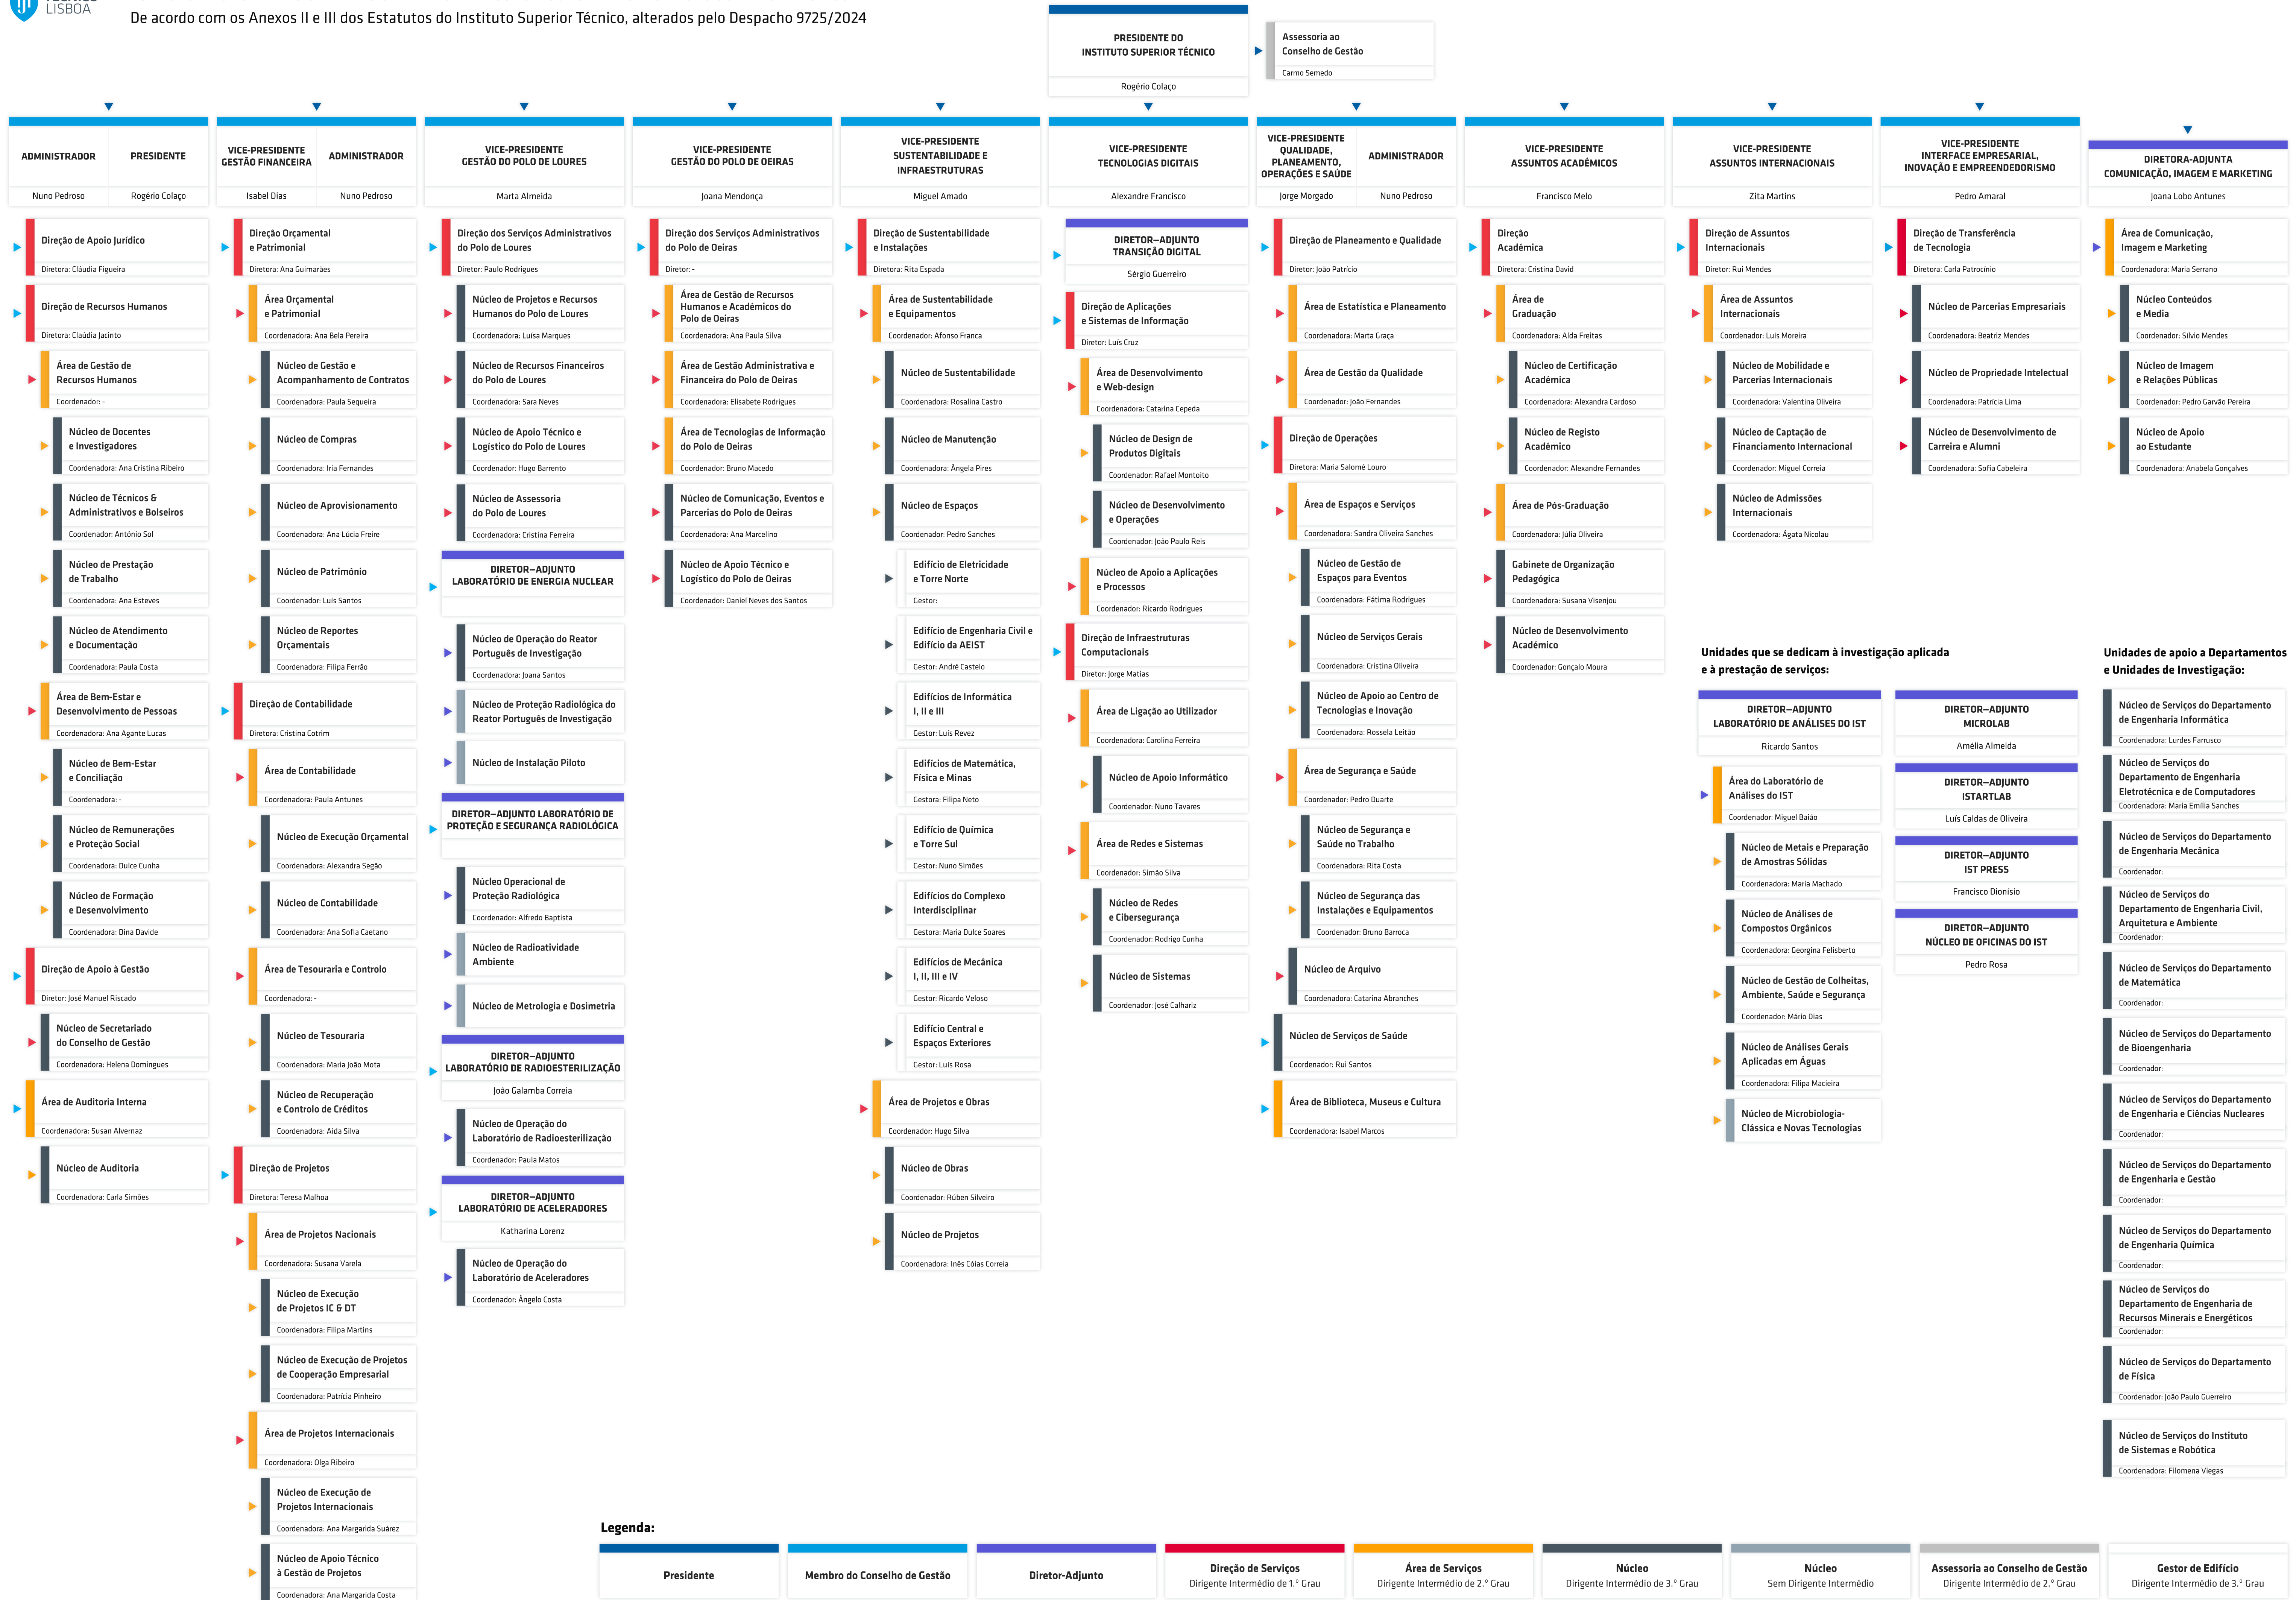 LISBOA
De acordo com os Anexos II e III dos Estatutos do Instituto Superior Técnico, alterados pelo Despacho 9725/2024
PRESIDENTE DO
INSTITUTO SUPERIOR TÉCNICO
Rogério Colaço
Assessoria ao
Conselho de Gestão
Carmo Semedo
ADMINISTRADOR
PRESIDENTE
Nuno Pedroso
Rogério Colaço
Direção de Apoio Jurídico
Diretora: Cláudia Figueira
Direção de Recursos Humanos
Diretora: Claúdia Jacinto
Área de Gestão de
Recursos Humanos
Coordenador: -
Núcleo de Docentes
e Investigadores
Coordenadora: Ana Cristina Ribeiro
Núcleo de Técnicos &
Administrativos e Bolseiros
Coordenador: António Sol
Núcleo de Prestação
de Trabalho
Coordenadora: Ana Esteves
Núcleo de Atendimento
e Documentação
Coordenadora: Paula Costa
Área de Bem-Estar e
Desenvolvimento de Pessoas
Coordenadora: Ana Agante Lucas
Núcleo de Bem-Estar
e Conciliação
Coordenadora: -
Núcleo de Remunerações
e Proteção Social
Coordenadora: Dulce Cunha
Núcleo de Formação
e Desenvolvimento
Coordenadora: Dina Davide
Direção de Apoio à Gestão
Diretor: José Manuel Riscado
Núcleo de Secretariado
do Conselho de Gestão
Coordenadora: Helena Domingues
Área de Auditoria Interna
Coordenadora: Susan Alvernaz
Núcleo de Auditoria
Coordenadora: Carla Simões
VICE-PRESIDENTE
GESTÃO FINANCEIRA
ADMINISTRADOR
Isabel Dias
Nuno Pedroso
Direção Orçamental
e Patrimonial
Diretora: Ana Guimarães
Área Orçamental
e Patrimonial
Coordenadora: Ana Bela Pereira
Núcleo de Gestão e
Acompanhamento de Contratos
Coordenadora: Paula Sequeira
Núcleo de Compras
Coordenadora: Iria Fernandes
Núcleo de Aprovisionamento
Coordenadora: Ana Lúcia Freire
Núcleo de Património
Coordenador: Luís Santos
Núcleo de Reportes
Orçamentais
Coordenadora: Filipa Ferrão
Direção de Contabilidade
Diretora: Cristina Cotrim
Área de Contabilidade
Coordenadora: Paula Antunes
Núcleo de Execução Orçamental
Coordenadora: Alexandra Segão
Núcleo de Contabilidade
Coordenadora: Ana Sofia Caetano
Área de Tesouraria e Controlo
Coordenadora: -
Núcleo de Tesouraria
Coordenadora: Maria João Mota
Núcleo de Recuperação
e Controlo de Créditos
Coordenadora: Aida Silva
Direção de Projetos
Diretora: Teresa Malhoa
Área de Projetos Nacionais
Coordenadora: Susana Varela
Núcleo de Execução
de Projetos IC & DT
Coordenadora: Filipa Martins
Núcleo de Execução de Projetos
de Cooperação Empresarial
Coordenadora: Patrícia Pinheiro
Área de Projetos Internacionais
Coordenadora: Olga Ribeiro
Núcleo de Execução de
Projetos Internacionais
Coordenadora: Ana Margarida Suárez
Núcleo de Apoio Técnico
à Gestão de Projetos
Coordenadora: Ana Margarida Costa
VICE-PRESIDENTE
GESTÃO DO POLO DE LOURES
Marta Almeida
Direção dos Serviços Administrativos
do Polo de Loures
Diretor: Paulo Rodrigues
Núcleo de Projetos e Recursos
Humanos do Polo de Loures
Coordenadora: Luísa Marques
Núcleo de Recursos Financeiros
do Polo de Loures
Coordenadora: Sara Neves
Núcleo de Apoio Técnico e
Logístico do Polo de Loures
Coordenador: Hugo Barrento
Núcleo de Assessoria
do Polo de Loures
Coordenadora: Cristina Ferreira
DIRETOR–ADJUNTO
LABORATÓRIO DE ENERGIA NUCLEAR
Núcleo de Operação do Reator
Português de Investigação
Coordenadora: Joana Santos
Núcleo de Proteção Radiológica do
Reator Português de Investigação
Núcleo de Instalação Piloto
DIRETOR–ADJUNTO LABORATÓRIO DE
PROTEÇÃO E SEGURANÇA RADIOLÓGICA
Núcleo Operacional de
Proteção Radiológica
Coordenador: Alfredo Baptista
Núcleo de Radioatividade
Ambiente
Núcleo de Metrologia e Dosimetria
DIRETOR–ADJUNTO
LABORATÓRIO DE RADIOESTERILIZAÇÃO
João Galamba Correia
Núcleo de Operação do
Laboratório de Radioesterilização
Coordenador: Paula Matos
DIRETOR–ADJUNTO
LABORATÓRIO DE ACELERADORES
Katharina Lorenz
Núcleo de Operação do
Laboratório de Aceleradores
Coordenador: Ângelo Costa
VICE-PRESIDENTE
GESTÃO DO POLO DE OEIRAS
Joana Mendonça
Direção dos Serviços Administrativos
do Polo de Oeiras
Diretor: -
Área de Gestão de Recursos
Humanos e Académicos do
Polo de Oeiras
Coordenadora: Ana Paula Silva
Área de Gestão Administrativa e
Financeira do Polo de Oeiras
Coordenadora: Elisabete Rodrigues
Área de Tecnologias de Informação
do Polo de Oeiras
Coordenador: Bruno Macedo
Núcleo de Comunicação, Eventos e
Parcerias do Polo de Oeiras
Coordenadora: Ana Marcelino
Núcleo de Apoio Técnico e
Logístico do Polo de Oeiras
Coordenador: Daniel Neves dos Santos
VICE-PRESIDENTE
SUSTENTABILIDADE E
INFRAESTRUTURAS
Miguel Amado
Direção de Sustentabilidade
e Instalações
Diretora: Rita Espada
Área de Sustentabilidade
e Equipamentos
Coordenador: Afonso Franca
Núcleo de Sustentabilidade
Coordenadora: Rosalina Castro
Núcleo de Manutenção
Coordenadora: Ângela Pires
Núcleo de Espaços
Coordenador: Pedro Sanches
Edifício de Eletricidade
e Torre Norte
Gestor:
Edifício de Engenharia Civil e
Edifício da AEIST
Gestor: André Castelo
Edifícios de Informática
I, II e III
Gestor: Luís Revez
Edifícios de Matemática,
Física e Minas
Gestora: Filipa Neto
Edifício de Química
e Torre Sul
Gestor: Nuno Simões
Edifícios do Complexo
Interdisciplinar
Gestora: Maria Dulce Soares
Edifícios de Mecânica
I, II, III e IV
Gestor: Ricardo Veloso
Edifício Central e
Espaços Exteriores
Gestor: Luís Rosa
Área de Projetos e Obras
Coordenador: Hugo Silva
Núcleo de Obras
Coordenador: Rúben Silveiro
Núcleo de Projetos
Coordenadora: Inês Cóias Correia
VICE-PRESIDENTE
TECNOLOGIAS DIGITAIS
Alexandre Francisco
DIRETOR–ADJUNTO
TRANSIÇÃO DIGITAL
Sérgio Guerreiro
Direção de Aplicações
e Sistemas de Informação
Diretor: Luís Cruz
Área de Desenvolvimento
e Web-design
Coordenadora: Catarina Cepeda
Núcleo de Design de
Produtos Digitais
Coordenador: Rafael Montoito
Núcleo de Desenvolvimento
e Operações
Coordenador: João Paulo Reis
Núcleo de Apoio a Aplicações
e Processos
Coordenador: Ricardo Rodrigues
Direção de Infraestruturas
Computacionais
Diretor: Jorge Matias
Área de Ligação ao Utilizador
Coordenadora: Carolina Ferreira
Núcleo de Apoio Informático
Coordenador: Nuno Tavares
Área de Redes e Sistemas
Coordenador: Simão Silva
Núcleo de Redes
e Cibersegurança
Coordenador: Rodrigo Cunha
Núcleo de Sistemas
Coordenador: José Calhariz
VICE-PRESIDENTE
QUALIDADE,
PLANEAMENTO,
OPERAÇÕES E SAÚDE
ADMINISTRADOR
Jorge Morgado
Nuno Pedroso
Direção de Planeamento e Qualidade
Diretor: João Patrício
Área de Estatística e Planeamento
Coordenadora: Marta Graça
Área de Gestão da Qualidade
Coordenador: João Fernandes
Direção de Operações
Diretora: Maria Salomé Louro
Área de Espaços e Serviços
Coordenadora: Sandra Oliveira Sanches
Núcleo de Gestão de
Espaços para Eventos
Coordenadora: Fátima Rodrigues
Núcleo de Serviços Gerais
Coordenadora: Cristina Oliveira
Núcleo de Apoio ao Centro de
Tecnologias e Inovação
Coordenadora: Rossela Leitão
Área de Segurança e Saúde
Coordenador: Pedro Duarte
Núcleo de Segurança e
Saúde no Trabalho
Coordenadora: Rita Costa
Núcleo de Segurança das
Instalações e Equipamentos
Coordenador: Bruno Barroca
Núcleo de Arquivo
Coordenadora: Catarina Abranches
Núcleo de Serviços de Saúde
Coordenador: Rui Santos
Área de Biblioteca, Museus e Cultura
Coordenadora: Isabel Marcos
VICE-PRESIDENTE
ASSUNTOS ACADÉMICOS
Francisco Melo
Direção
Académica
Diretora: Cristina David
Área de
Graduação
Coordenadora: Alda Freitas
Núcleo de Certificação
Académica
Coordenadora: Alexandra Cardoso
Núcleo de Registo
Académico
Coordenador: Alexandre Fernandes
Área de Pós-Graduação
Coordenadora: Júlia Oliveira
Gabinete de Organização
Pedagógica
Coordenadora: Susana Visenjou
Núcleo de Desenvolvimento
Académico
Coordenador: Gonçalo Moura
VICE-PRESIDENTE
ASSUNTOS INTERNACIONAIS
Zita Martins
Direção de Assuntos
Internacionais
Diretor: Rui Mendes
Área de Assuntos
Internacionais
Coordenador: Luís Moreira
Núcleo de Mobilidade e
Parcerias Internacionais
Coordenadora: Valentina Oliveira
Núcleo de Captação de
Financiamento Internacional
Coordenador: Miguel Correia
Núcleo de Admissões
Internacionais
Coordenadora: Ágata Nicolau
VICE-PRESIDENTE
INTERFACE EMPRESARIAL,
INOVAÇÃO E EMPREENDEDORISMO
Pedro Amaral
Direção de Transferência
de Tecnologia
Diretora: Carla Patrocínio
Núcleo de Parcerias Empresariais
Coordenadora: Beatriz Mendes
Núcleo de Propriedade Intelectual
Coordenadora: Patrícia Lima
Núcleo de Desenvolvimento de
Carreira e Alumni
Coordenadora: Sofia Cabeleira
DIRETORA-ADJUNTA
COMUNICAÇÃO, IMAGEM E MARKETING
Joana Lobo Antunes
Área de Comunicação,
Imagem e Marketing
Coordenadora: Maria Serrano
Núcleo Conteúdos
e Media
Coordenador: Sílvio Mendes
Núcleo de Imagem
e Relações Públicas
Coordenador: Pedro Garvão Pereira
Núcleo de Apoio
ao Estudante
Coordenadora: Anabela Gonçalves
Unidades que se dedicam à investigação aplicada
e à prestação de serviços:
DIRETOR–ADJUNTO
LABORATÓRIO DE ANÁLISES DO IST
Ricardo Santos
Área do Laboratório de
Análises do IST
Coordenador: Miguel Baião
Núcleo de Metais e Preparação
de Amostras Sólidas
Coordenadora: Maria Machado
Núcleo de Análises de
Compostos Orgânicos
Coordenadora: Georgina Felisberto
Núcleo de Gestão de Colheitas,
Ambiente, Saúde e Segurança
Coordenador: Mário Dias
Núcleo de Análises Gerais
Aplicadas em Águas
Coordenadora: Filipa Macieira
Núcleo de Microbiologia-
Clássica e Novas Tecnologias
DIRETOR–ADJUNTO
MICROLAB
Amélia Almeida
DIRETOR–ADJUNTO
ISTARTLAB
Luís Caldas de Oliveira
DIRETOR–ADJUNTO
IST PRESS
Francisco Dionísio
DIRETOR–ADJUNTO
NÚCLEO DE OFICINAS DO IST
Pedro Rosa
Unidades de apoio a Departamentos
e Unidades de Investigação:
Núcleo de Serviços do Departamento
de Engenharia Informática
Coordenadora: Lurdes Farrusco
Núcleo de Serviços do
Departamento de Engenharia
Eletrotécnica e de Computadores
Coordenadora: Maria Emília Sanches
Núcleo de Serviços do Departamento
de Engenharia Mecânica
Coordenador:
Núcleo de Serviços do
Departamento de Engenharia Civil,
Arquitetura e Ambiente
Coordenador:
Núcleo de Serviços do Departamento
de Matemática
Coordenador:
Núcleo de Serviços do Departamento
de Bioengenharia
Coordenador:
Núcleo de Serviços do Departamento
de Engenharia e Ciências Nucleares
Coordenador:
Núcleo de Serviços do Departamento
de Engenharia e Gestão
Coordenador:
Núcleo de Serviços do Departamento
de Engenharia Química
Coordenador:
Núcleo de Serviços do
Departamento de Engenharia de
Recursos Minerais e Energéticos
Coordenador:
Núcleo de Serviços do Departamento
de Física
Coordenador: João Paulo Guerreiro
Núcleo de Serviços do Instituto
de Sistemas e Robótica
Coordenadora: Filomena Viegas
Legenda:
Presidente
Membro do Conselho de Gestão
Diretor-Adjunto
Direção de Serviços
Dirigente Intermédio de 1.° Grau
Área de Serviços
Dirigente Intermédio de 2.° Grau
Núcleo
Dirigente Intermédio de 3.° Grau
Núcleo
Sem Dirigente Intermédio
Assessoria ao Conselho de Gestão
Dirigente Intermédio de 2.° Grau
Gestor de Edifício
Dirigente Intermédio de 3.° Grau